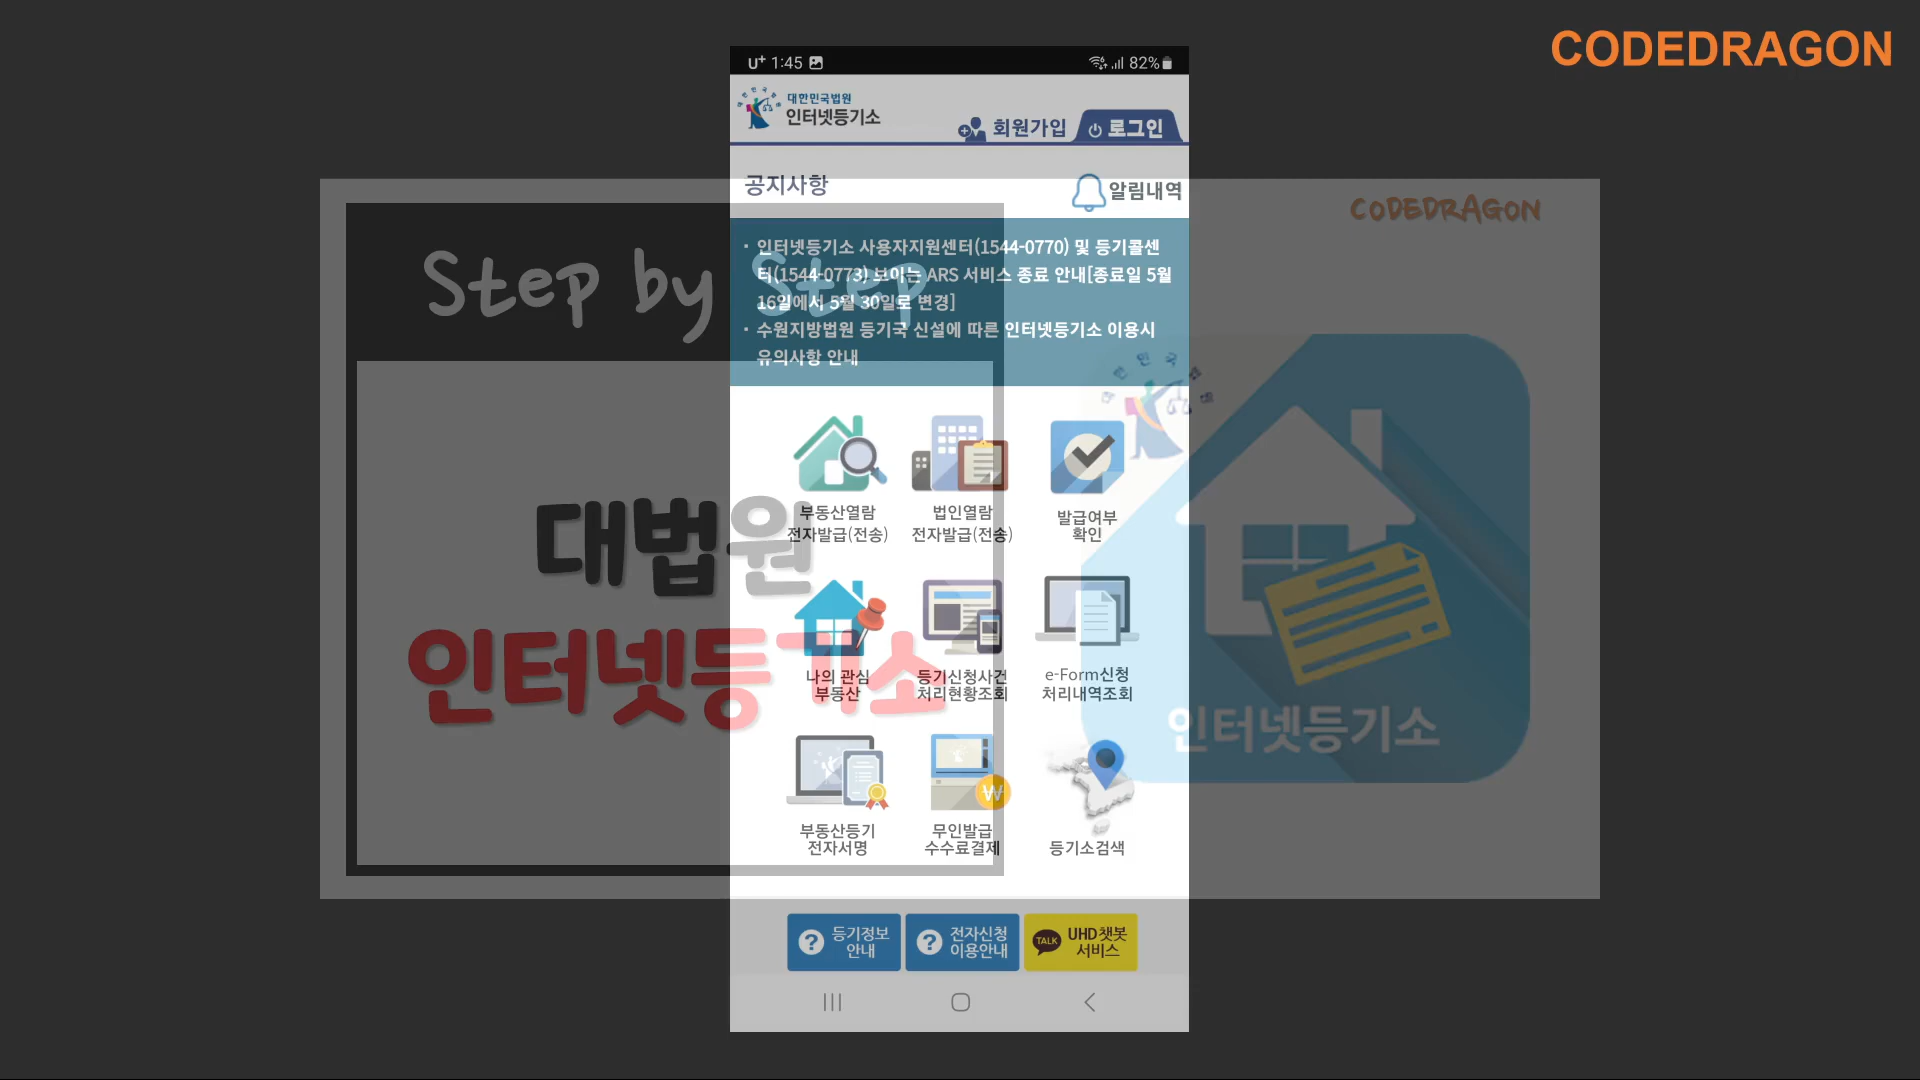 CODEDRAGON
U+ 1:45
82%
대한민국법원
인터넷등기소
회원가입
로그인
공지사항
알림내역
CODEDRAGON
Step by Step
· 인터넷등기소 사용자지원센터(1544-0770) 및 등기콜센
터(1544-0773) 보이는 ARS 서비스 종료 안내[종료일 5월
16일에서 5월 30일로 변경]
· 수원지방법원 등기국 신설에 따른 인터넷등기소 이용시
유의사항 안내
부동산열람
전자발급(전송)
법인열람
전자발급(전송)
발급여부
확인
대법원
인터넷등기소
나의 관심
부동산
등기신청사건
처리현황조회
e-Form신청
처리내역조회
인터넷등기소
부동산등기
전자서명
W
무인발급
수수료결제
등기소검색
? 등기정보
안내
? 전자신청
이용안내
TALK
UHD챗봇
서비스